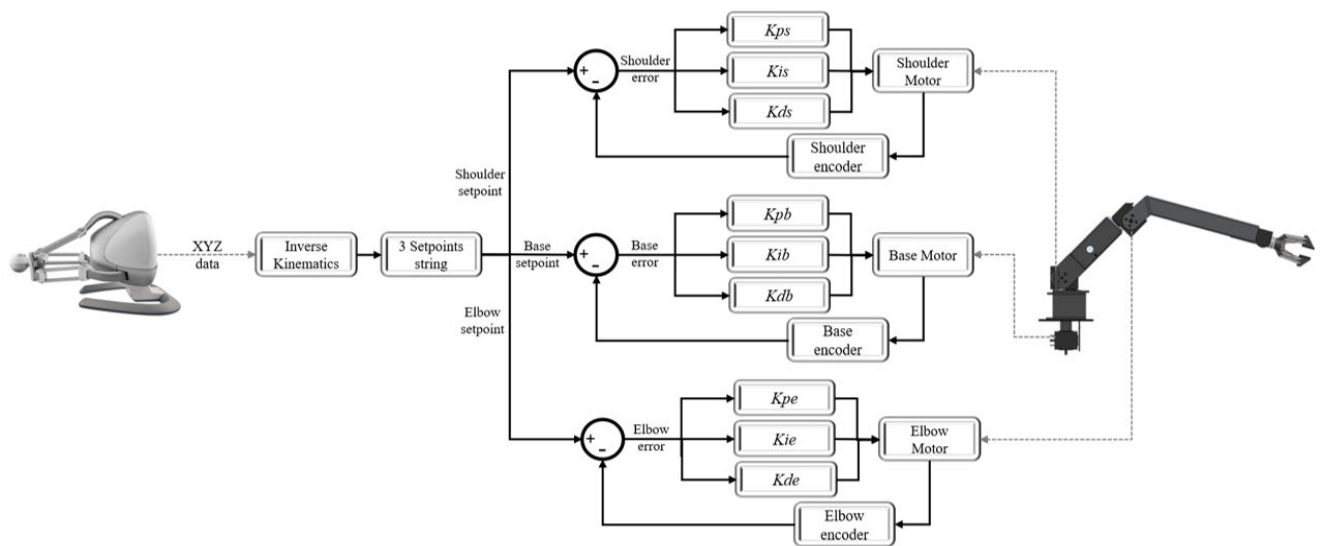 XYZ
data
Inverse
Kinematics
3 Setpoints
string
Shoulder
setpoint
Base
setpoint
Elbow
setpoint
+
-
Shoulder
error
Kps
Kis
Kds
Shoulder
Motor
Shoulder
encoder
+
-
Base
error
Kpb
Kib
Kdb
Base Motor
Base
encoder
+
-
Elbow
error
Kpe
Kie
Kde
Elbow
Motor
Elbow
encoder